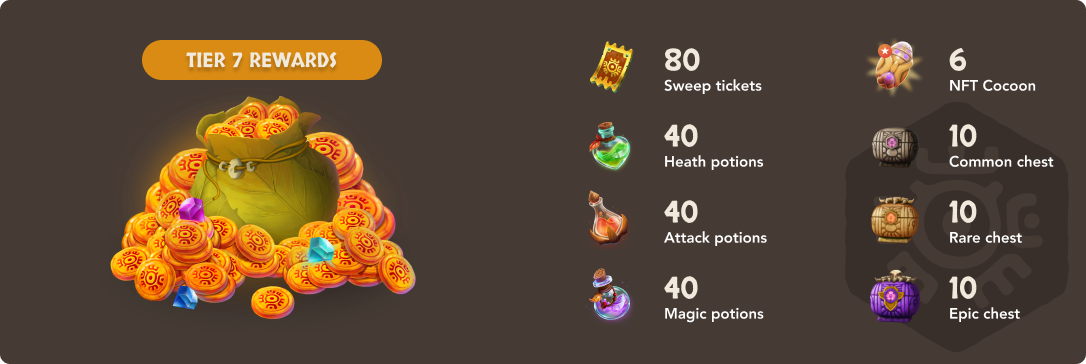 TIER 7 REWARDS
80
Sweep tickets
40
Heath potions
40
Attack potions
40
Magic potions
6
NFT Cocoon
10
Common chest
10
Rare chest
10
Epic chest